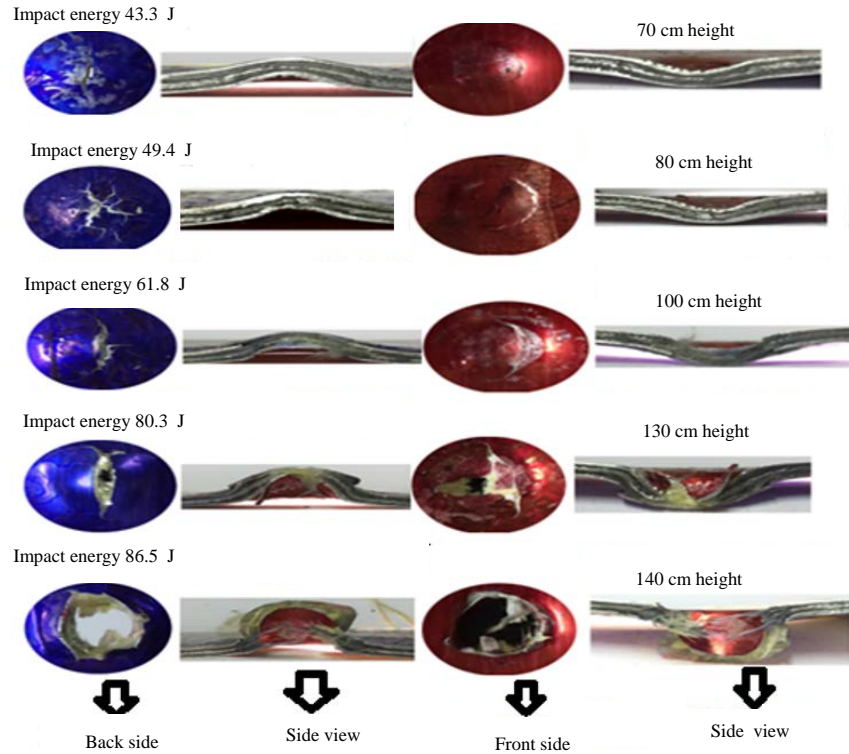 Impact energy 43.3 J
70 cm height
Impact energy 49.4 J
80 cm height
Impact energy 61.8 J
100 cm height
Impact energy 80.3 J
130 cm height
Impact energy 86.5 J
140 cm height
Back side
Side view
Front side
Side view